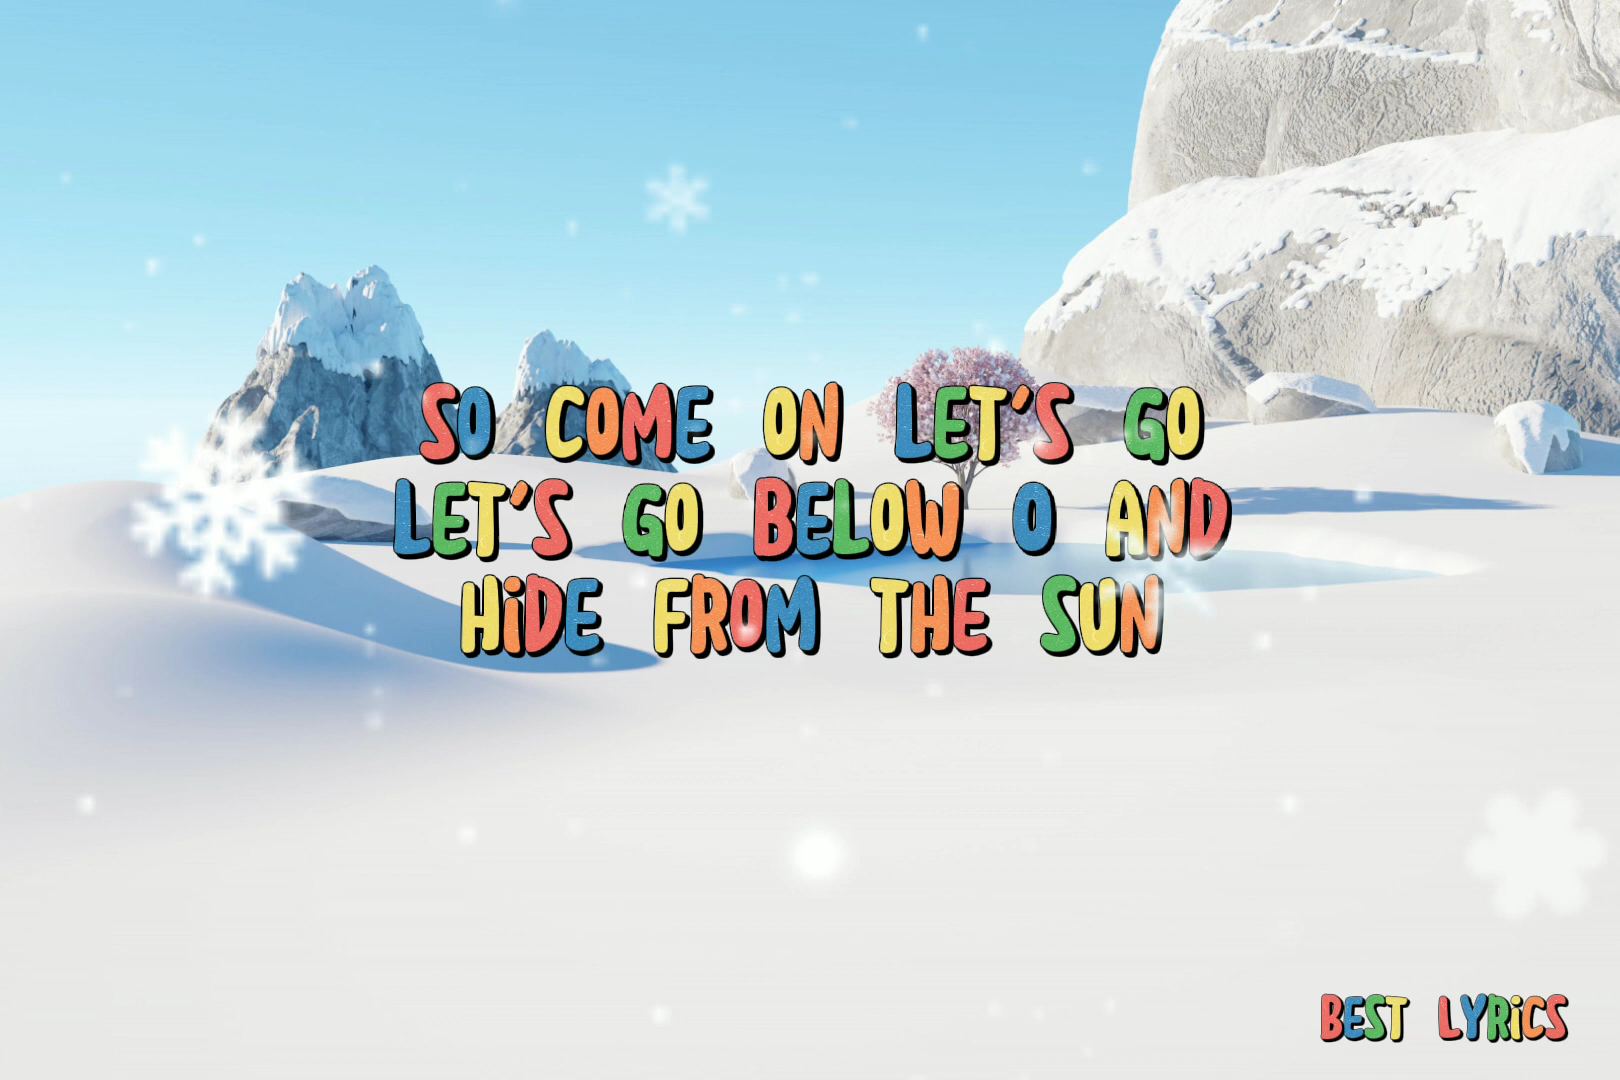 SO COME ON LET'S GO
LET'S GO BELOW 0 AND
HiDE FROM THE SUN
BEST LYRiCS